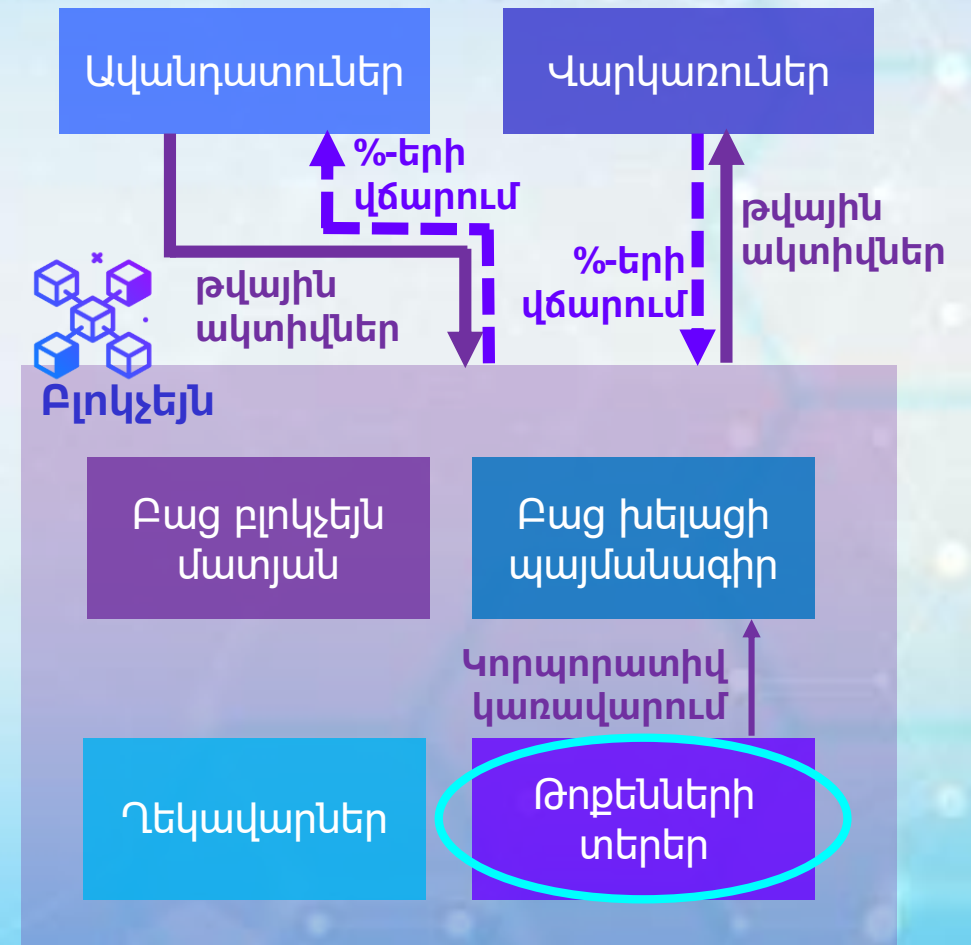 Ավանդատուներ
Վարկառուներ
%-երի
վճարում
թվային
ակտիվներ
%-երի
վճարում
թվային
ակտիվներ
Բլոկչեյն
Բաց բլոկչեյն
մատյան
Բաց խելացի
պայմանագիր
Կորպորատիվ
կառավարում
Ղեկավարներ
Թոքենների
տերեր